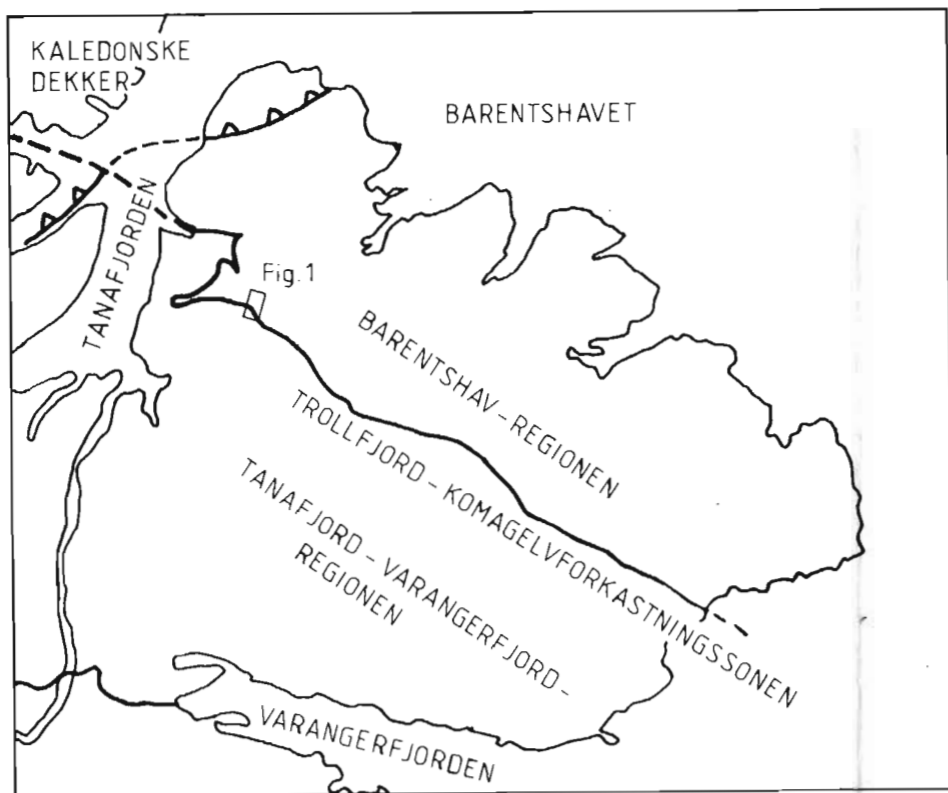 KALEDONSKE
DEKKER
BARENTSHAVET
TANAFJORDEN
Fig.1
BARENTSHAV-REGIONEN
TROLLFJORD-KOMAGELVFORKASTNINGSSONEN
TANAFJORD-VARANGERFJORD-
REGIONEN
VARANGERFJORDEN